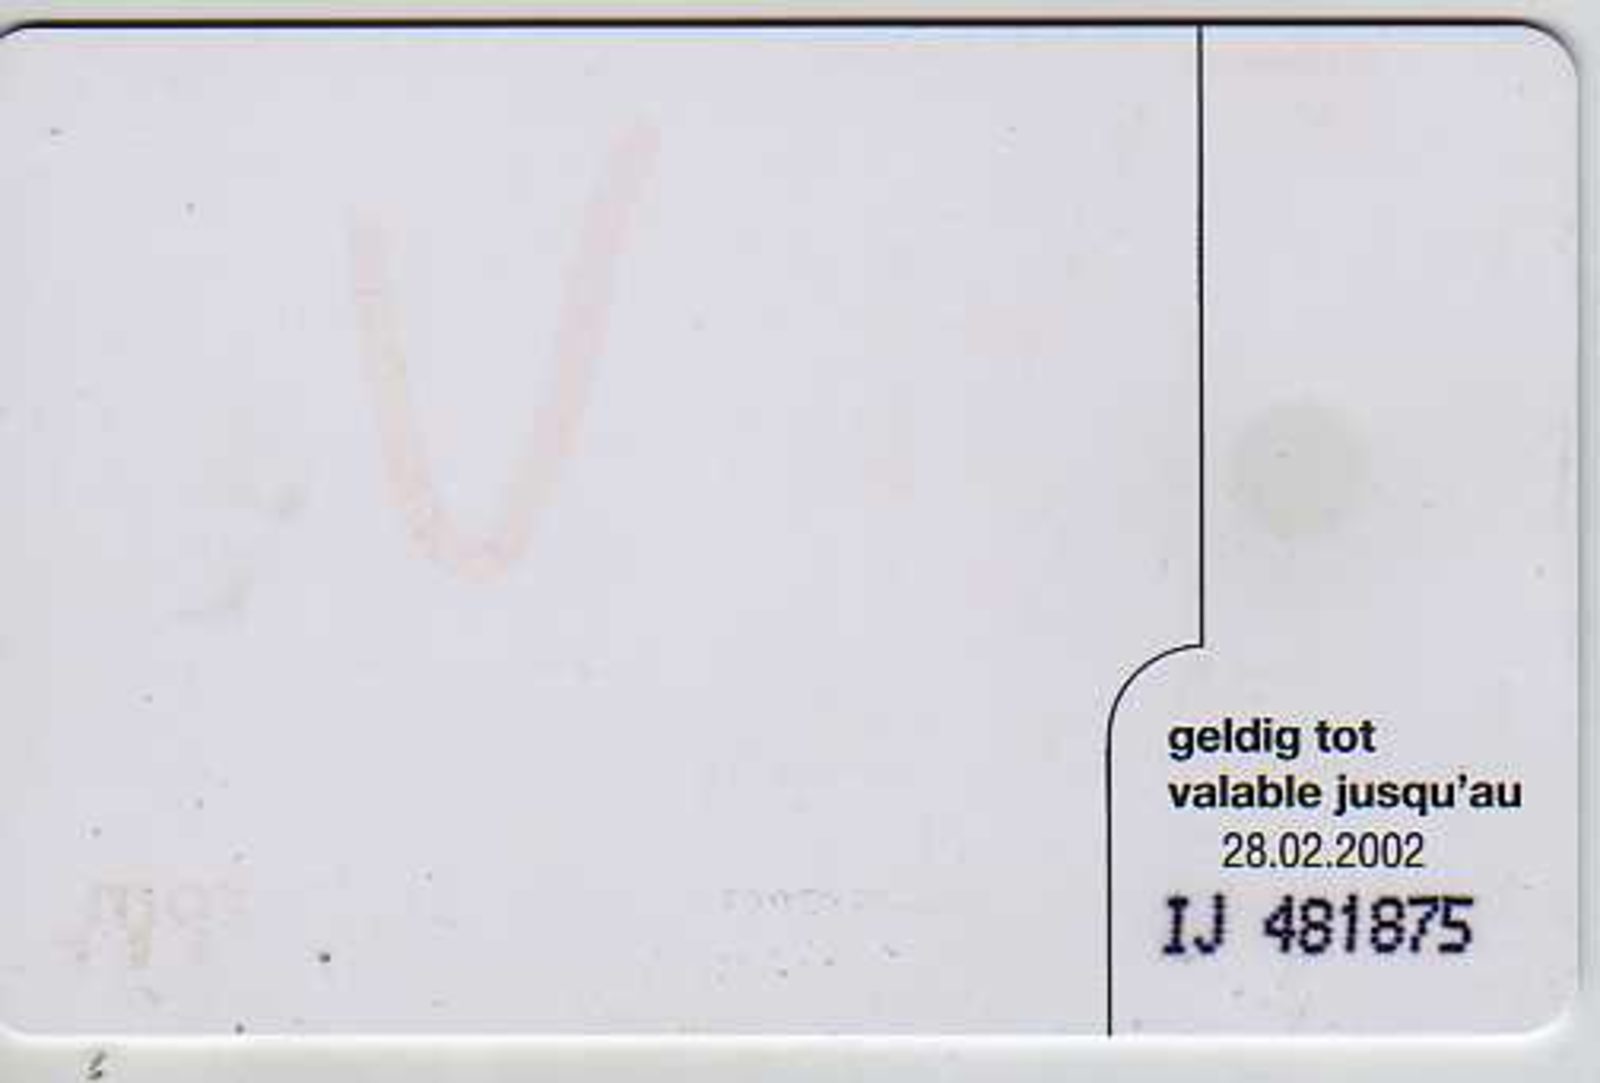 geldig tot
valable jusqu'au
28.02.2002
IJ 481875